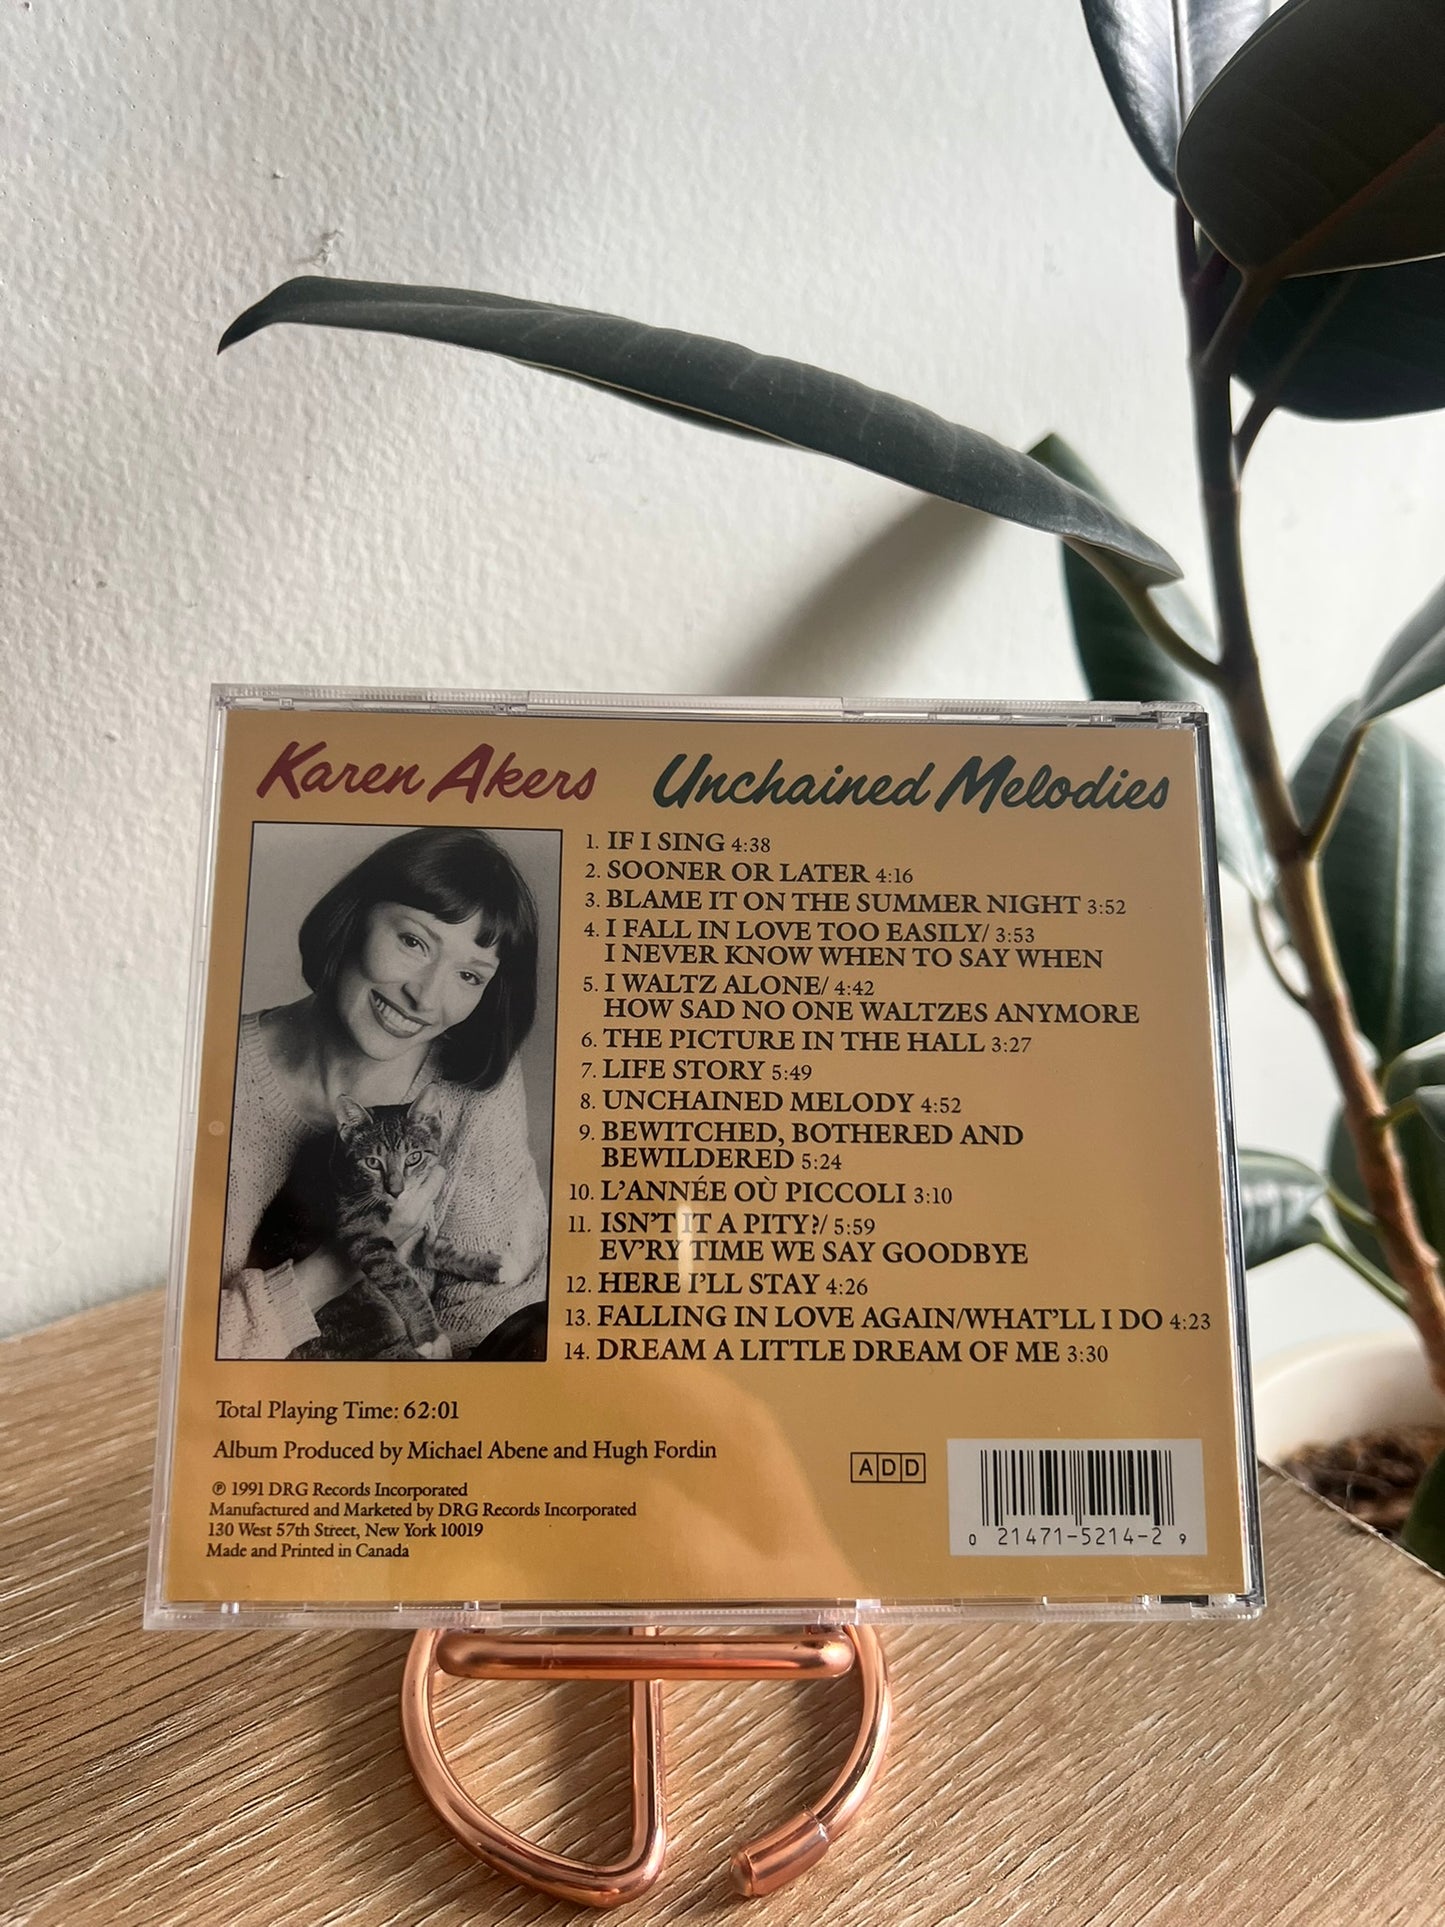 Karen Akers Unchained Melodies
1. IF I SING 4:38
2. SOONER OR LATER 4:16
3. BLAME IT ON THE SUMMER NIGHT 3:52
4. I FALL IN LOVE TOO EASILY/ 3:53
I NEVER KNOW WHEN TO SAY WHEN
5. I WALTZ ALONE/ 4:42
HOW SAD NO ONE WALTZES ANYMORE
6. THE PICTURE IN THE HALL 3:27
7. LIFE STORY 5:49
8. UNCHAINED MELODY 4:52
9. BEWITCHED, BOTHERED AND
BEWILDERED 5:24
10. L'ANNÉE OÙ PICCOLI 3:10
11. ISN'T IT A PITY?/ 5:59
EV'RY TIME WE SAY GOODBYE
12. HERE I'LL STAY 4:26
13. FALLING IN LOVE AGAIN/WHAT'LL I DO 4:23
14. DREAM A LITTLE DREAM OF ME 3:30
Total Playing Time: 62:01
Album Produced by Michael Abene and Hugh Fordin
℗ 1991 DRG Records Incorporated
Manufactured and Marketed by DRG Records Incorporated
130 West 57th Street, New York 10019
Made and Printed in Canada
ADD
0 21471-5214-2 9